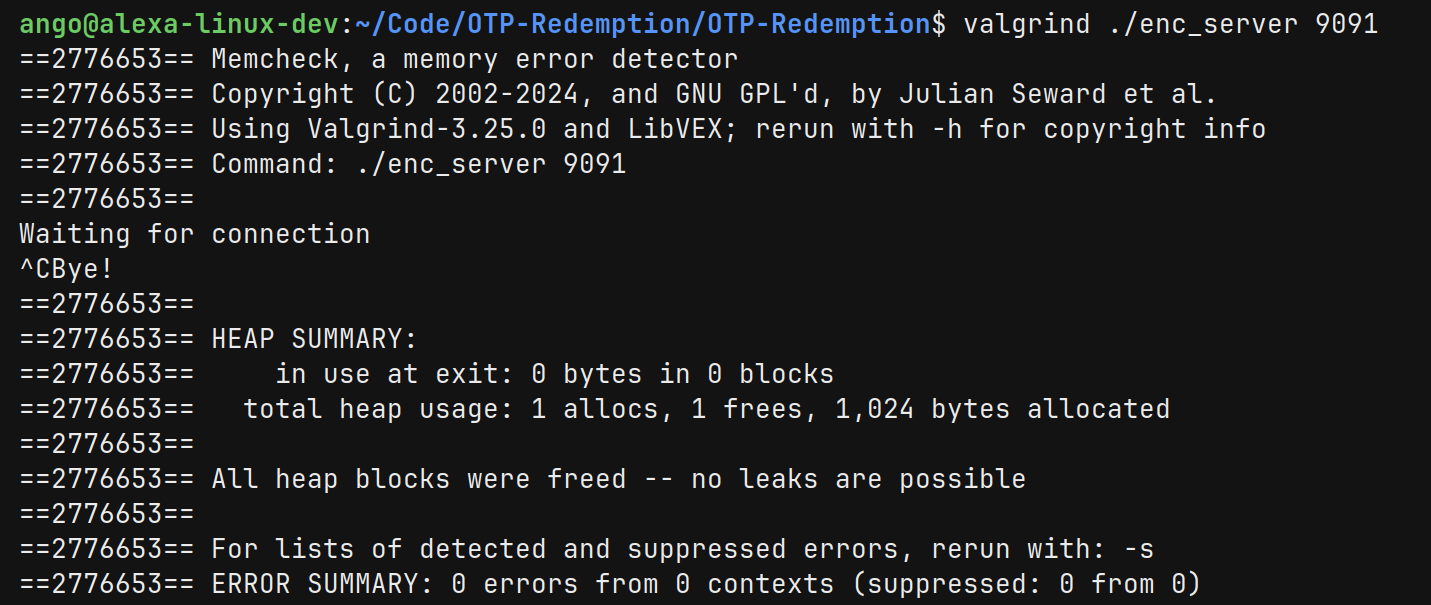 ango@alexa-linux-dev:~/Code/OTP-Redemption/OTP-Redemption$ valgrind ./enc_server 9091
==2776653== Memcheck, a memory error detector
==2776653== Copyright (C) 2002-2024, and GNU GPL'd, by Julian Seward et al.
==2776653== Using Valgrind-3.25.0 and LibVEX; rerun with -h for copyright info
==2776653== Command: ./enc_server 9091
==2776653==
Waiting for connection
^CBye!
==2776653==
==2776653== HEAP SUMMARY:
==2776653==     in use at exit: 0 bytes in 0 blocks
==2776653==   total heap usage: 1 allocs, 1 frees, 1,024 bytes allocated
==2776653==
==2776653== All heap blocks were freed -- no leaks are possible
==2776653==
==2776653== For lists of detected and suppressed errors, rerun with: -s
==2776653== ERROR SUMMARY: 0 errors from 0 contexts (suppressed: 0 from 0)